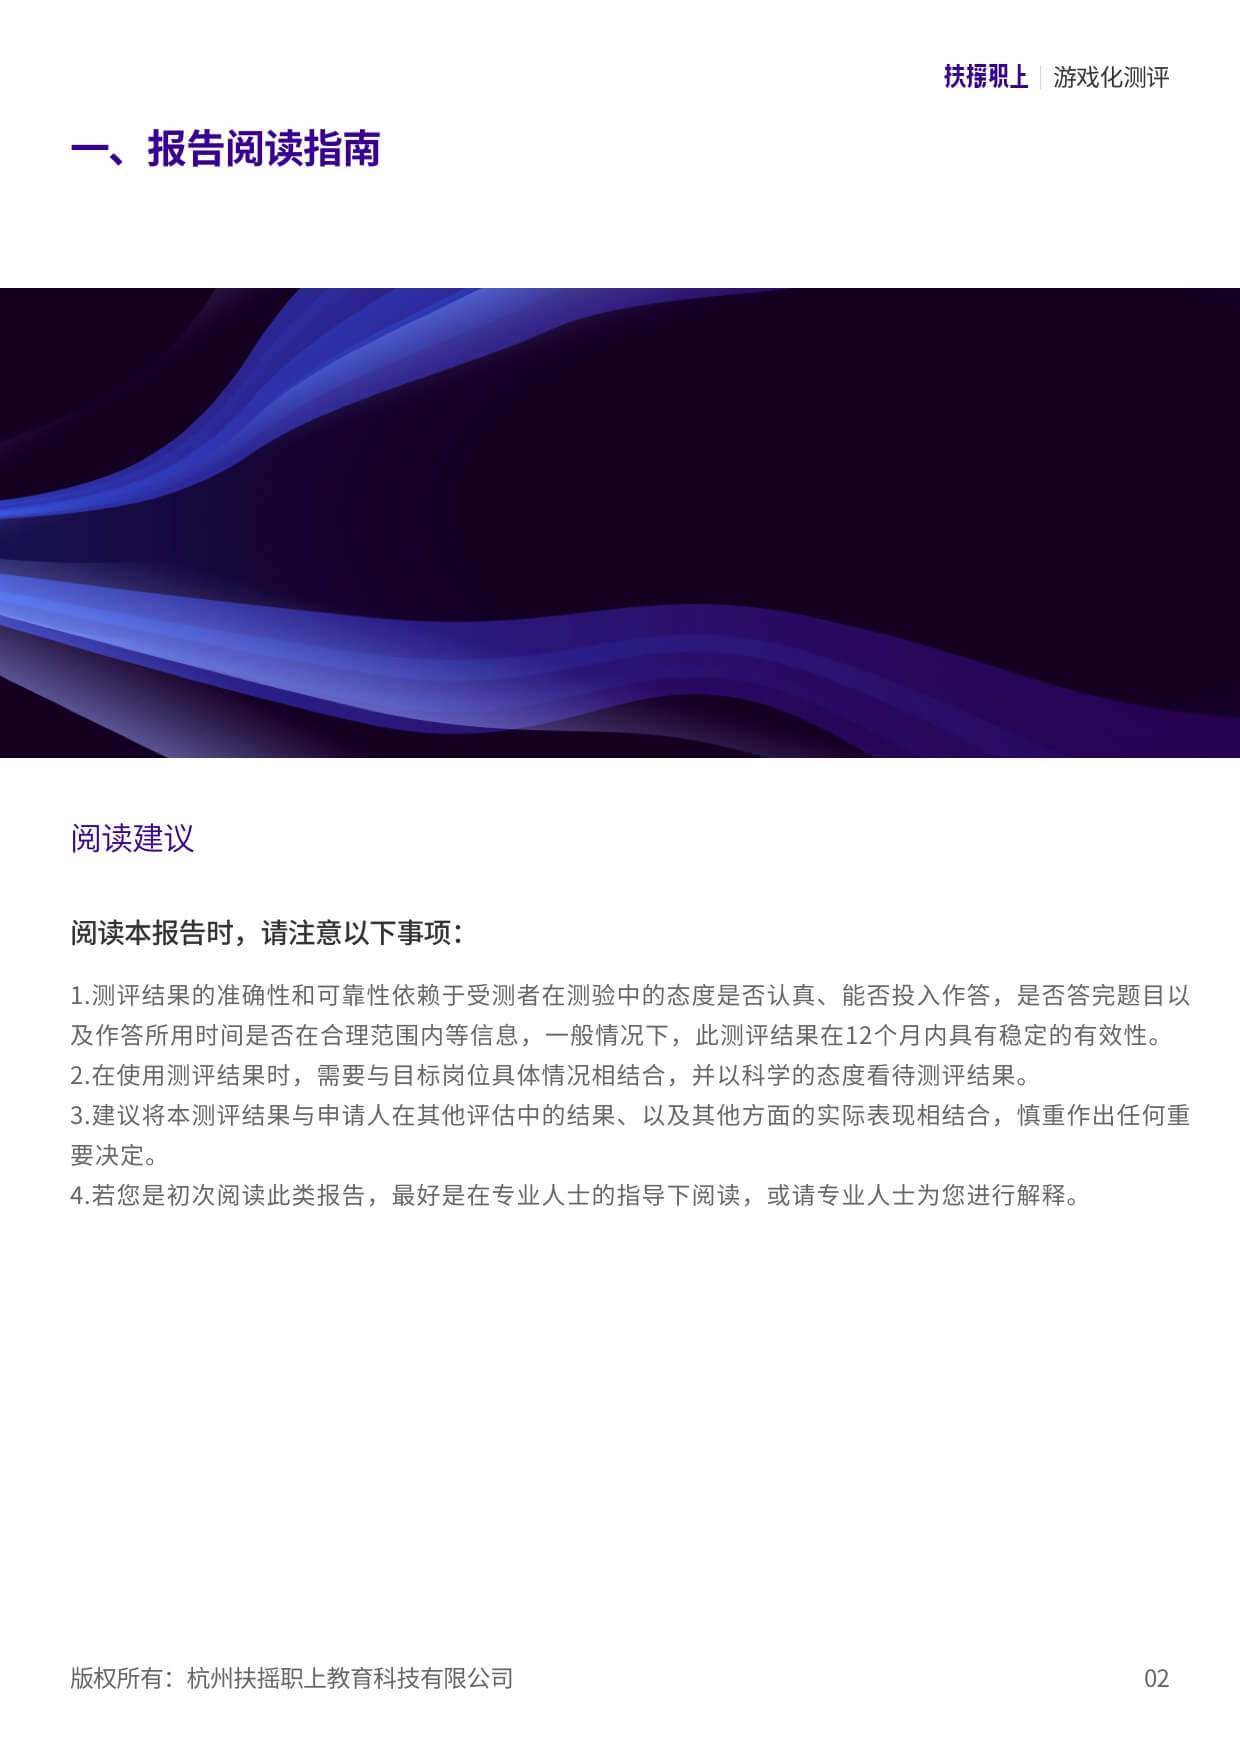 扶摇职上 | 游戏化测评
一、报告阅读指南
阅读建议
阅读本报告时，请注意以下事项：
1.测评结果的准确性和可靠性依赖于受测者在测验中的态度是否认真、能否投入作答，是否答完题目以
及作答所用时间是否在合理范围内等信息，一般情况下，此测评结果在12个月内具有稳定的有效性。
2.在使用测评结果时，需要与目标岗位具体情况相结合，并以科学的态度看待测评结果。
3.建议将本测评结果与申请人在其他评估中的结果、以及其他方面的实际表现相结合，慎重作出任何重
要决定。
4.若您是初次阅读此类报告，最好是在专业人士的指导下阅读，或请专业人士为您进行解释。
版权所有：杭州扶摇职上教育科技有限公司
02